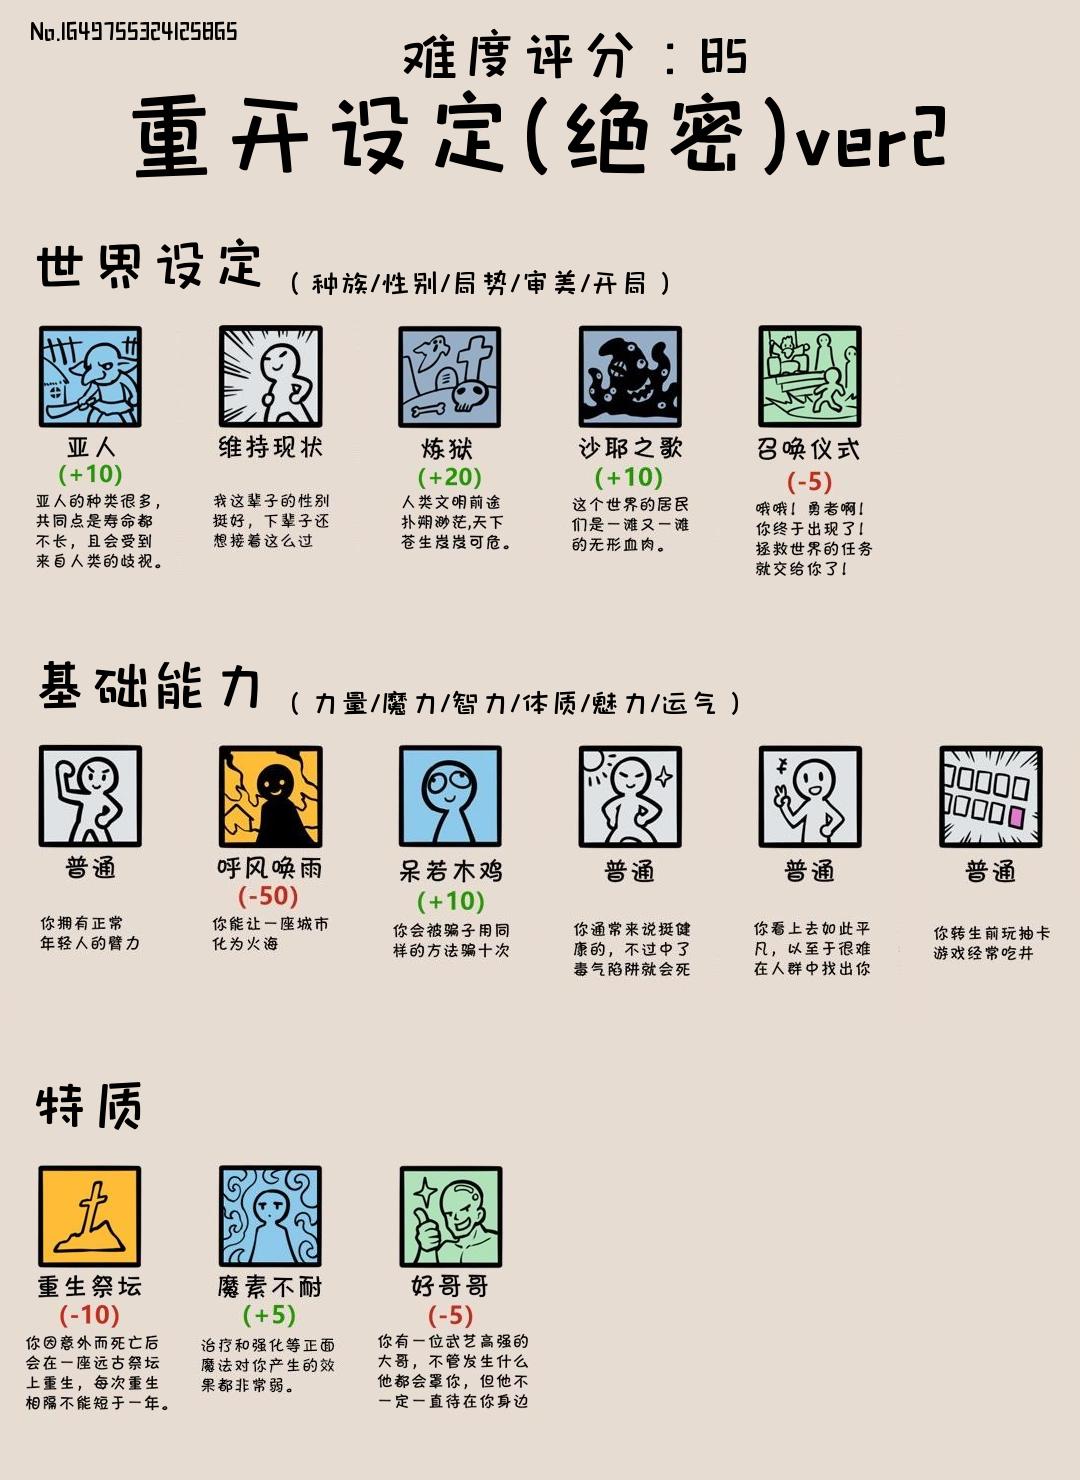 No.1649755324125865
难度评分：85
重开设定(绝密)ver2
世界设定（种族/性别/局势/审美/开局）
亚人
(+10)
亚人的种类很多，
共同点是寿命都
不长，且会受到
来自人类的歧视。
维持现状
我这辈子的性别
挺好，下辈子还
想接着这么过
炼狱
(+20)
人类文明前途
扑朔渺茫,天下
苍生岌岌可危。
沙耶之歌
(+10)
这个世界的居民
们是一滩又一滩
的无形血肉。
召唤仪式
(-5)
哦哦！勇者啊！
你终于出现了！
拯救世界的任务
就交给你了！
基础能力（力量/魔力/智力/体质/魅力/运气）
普通
你拥有正常
年轻人的臂力
呼风唤雨
(-50)
你能让一座城市
化为火海
呆若木鸡
(+10)
你会被骗子用同
样的方法骗十次
普通
你通常来说挺健
康的，不过中了
毒气陷阱就会死
普通
你看上去如此平
凡，以至于很难
在人群中找出你
普通
你转生前玩抽卡
游戏经常吃井
特质
重生祭坛
(-10)
你因意外而死亡后
会在一座远古祭坛
上重生，每次重生
相隔不能短于一年。
魔素不耐
(+5)
治疗和强化等正面
魔法对你产生的效
果都非常弱。
好哥哥
(-5)
你有一位武艺高强的
大哥，不管发生什么
他都会罩你，但他不
一定一直待在你身边